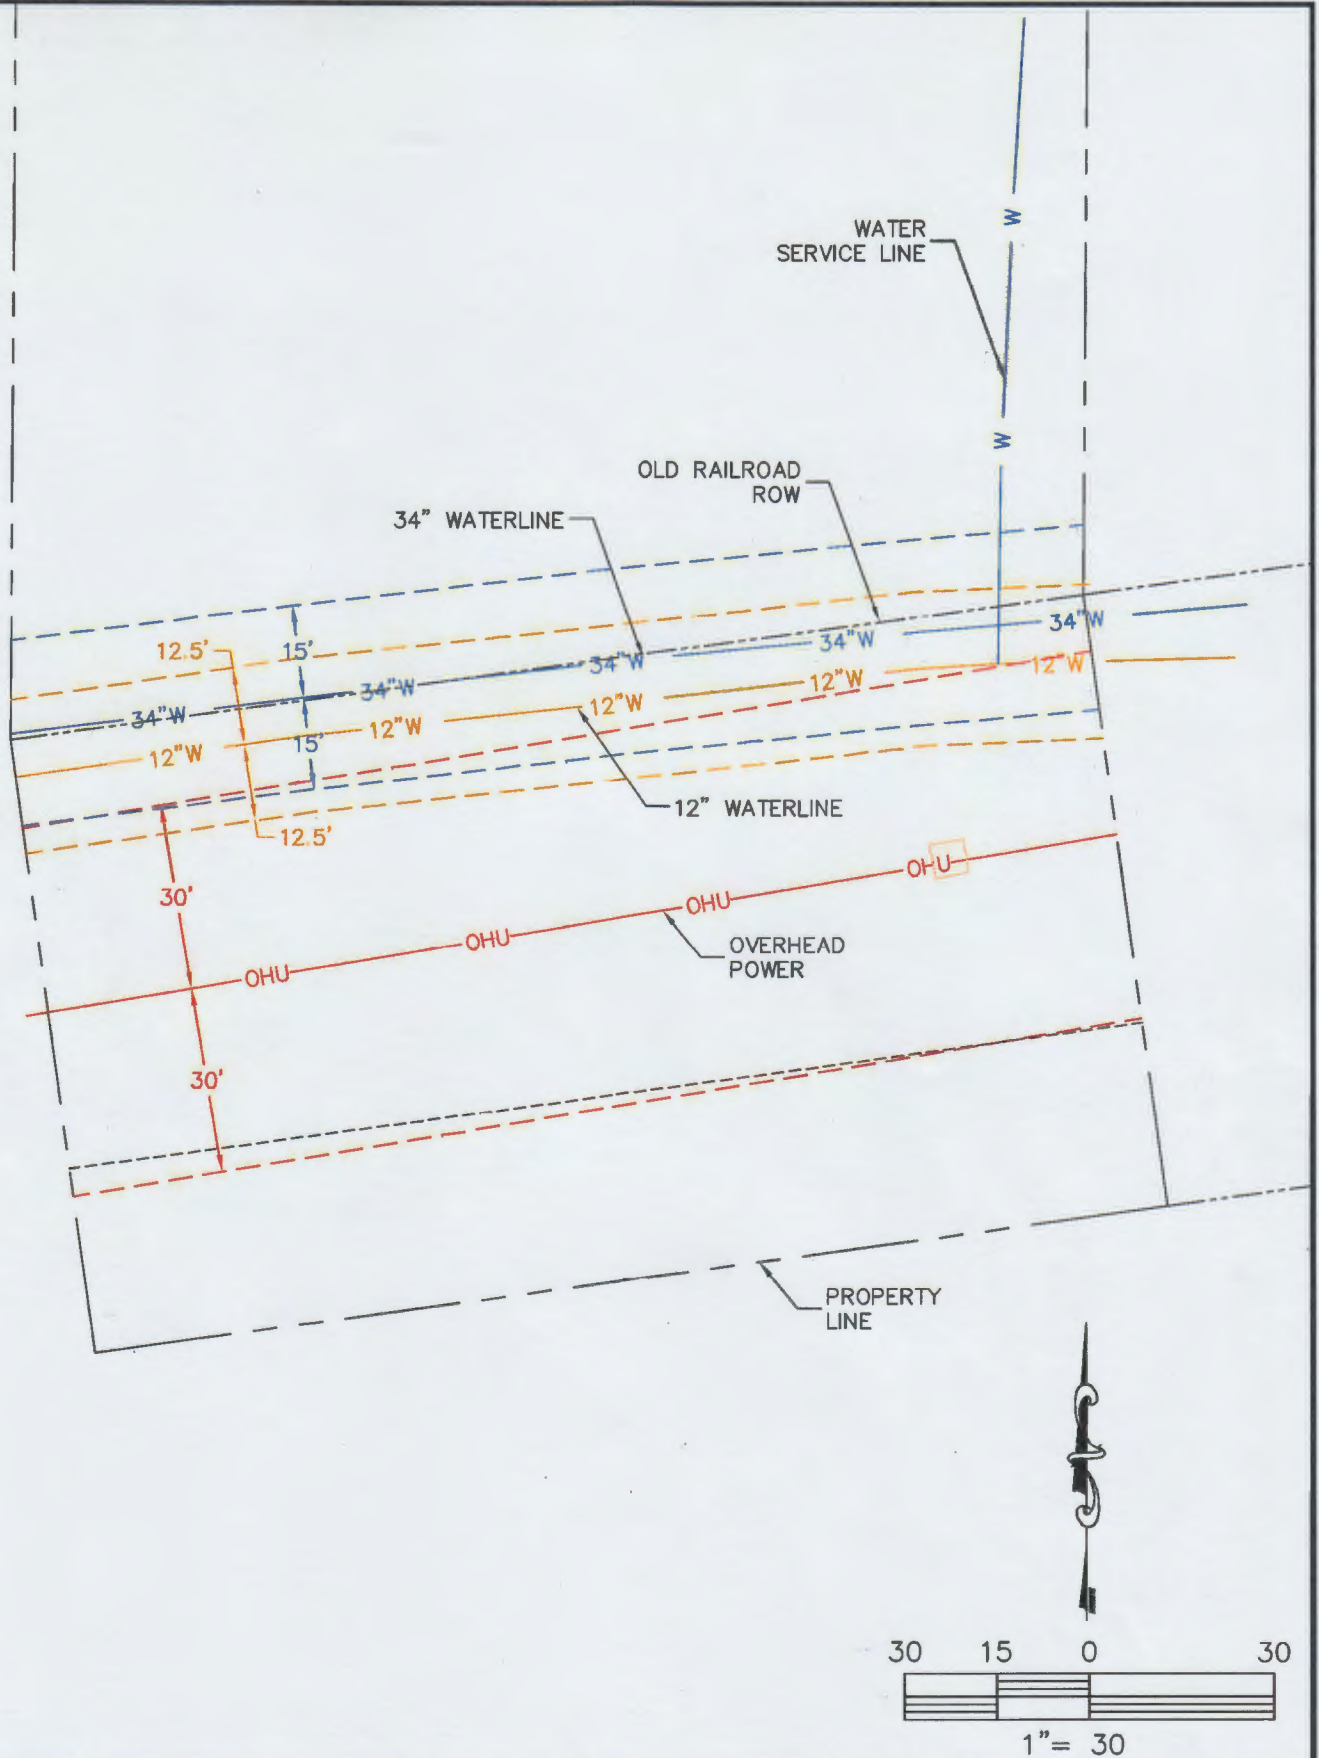 W
WATER
SERVICE LINE
W
OLD RAILROAD
ROW
34" WATERLINE
34"W
34"W
34"W
34"W
34"W
12.5'
15'
12"W
12"W
12"W
12"W
12"W
15'
12" WATERLINE
12.5'
30'
OHU
OHU
OHU
OHU
OVERHEAD
POWER
30'
PROPERTY
LINE
30 15 0 30
1"= 30